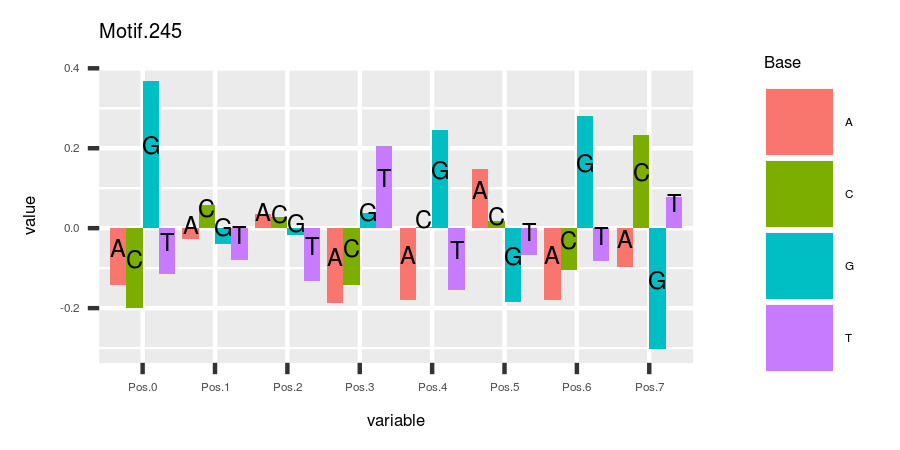 Motif.245
value
0.4
0.2
0.0
-0.2
A C G T A C G T A C G T A C G T A C G T A C G T A C G T A C G T
Pos.0 Pos.1 Pos.2 Pos.3 Pos.4 Pos.5 Pos.6 Pos.7
variable
Base
A
C
G
T